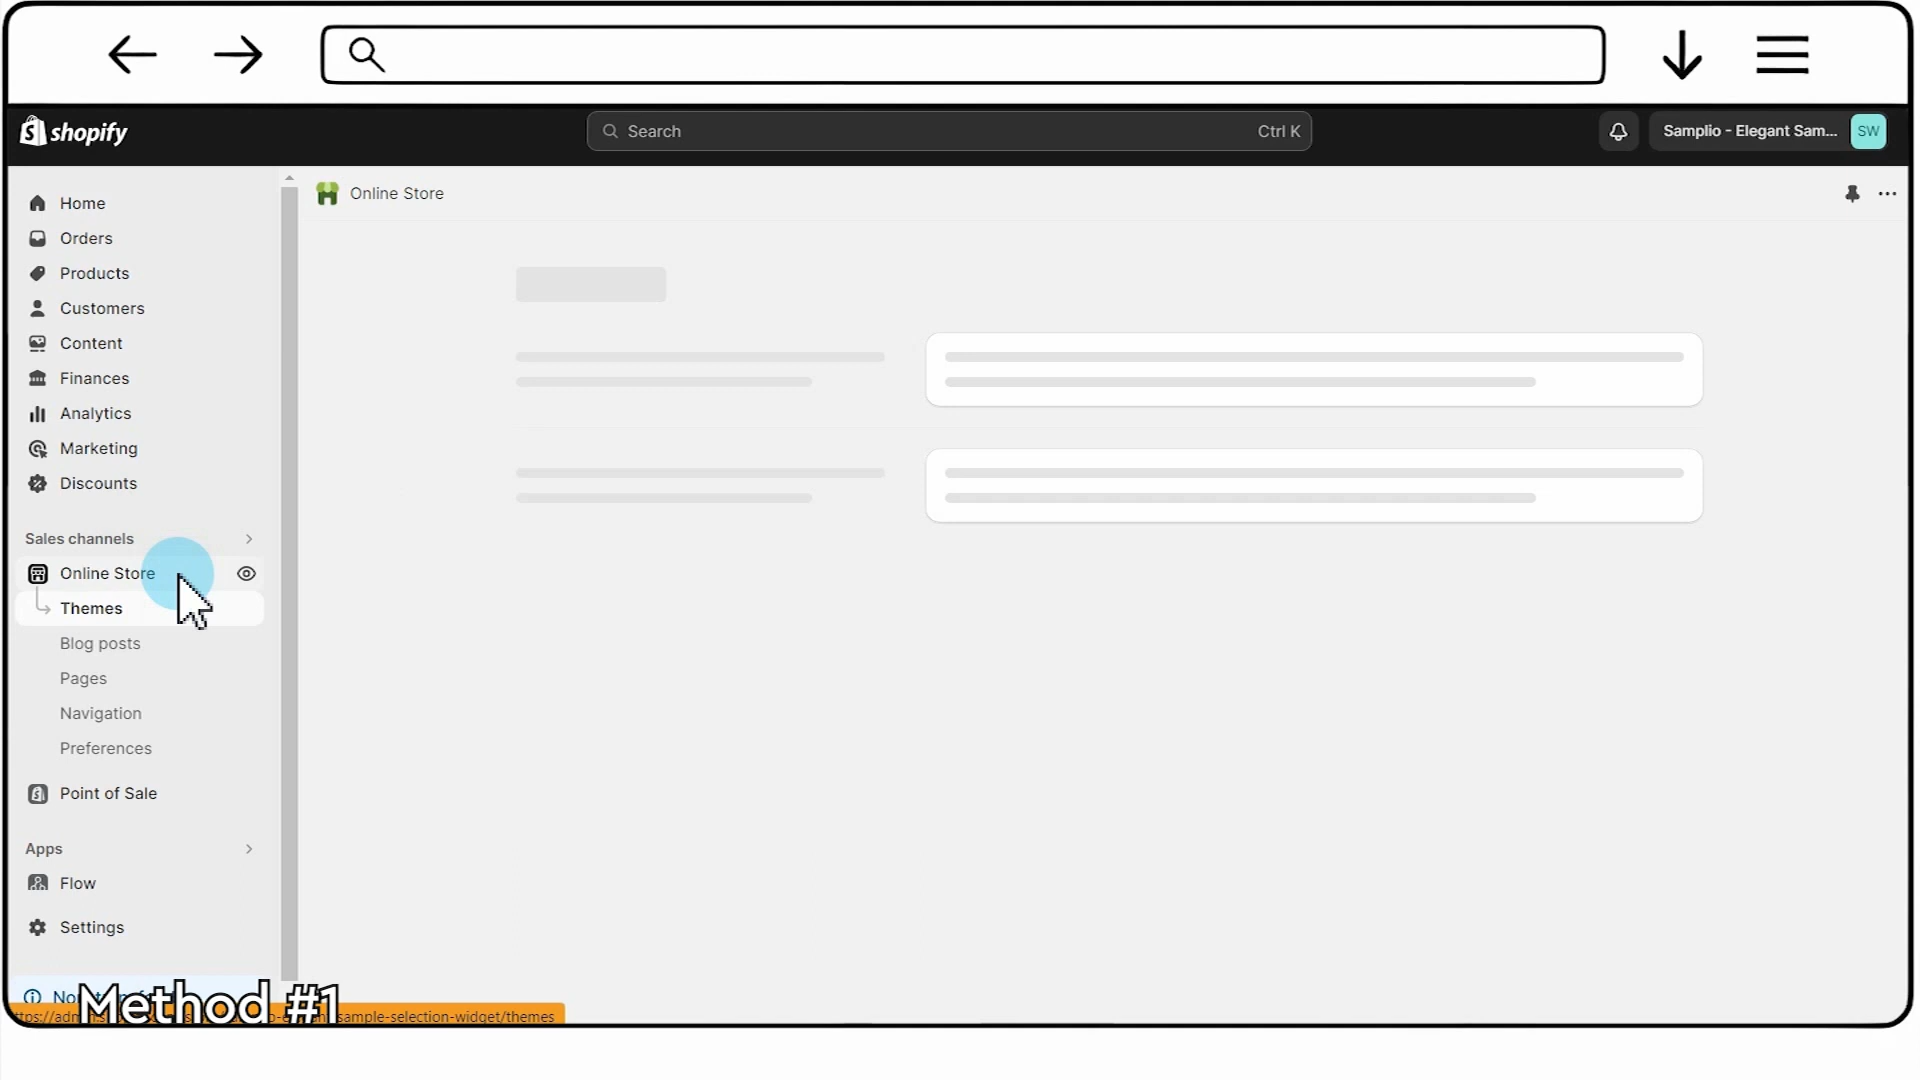 shopify
Search
Ctrl K
Samplio - Elegant Sam...
SW
Home
Orders
Products
Customers
Content
Finances
Analytics
Marketing
Discounts
Sales channels
Online Store
Themes
Blog posts
Pages
Navigation
Preferences
Point of Sale
Apps
Flow
Settings
Online Store
Method #1
sample-selection-widget/themes